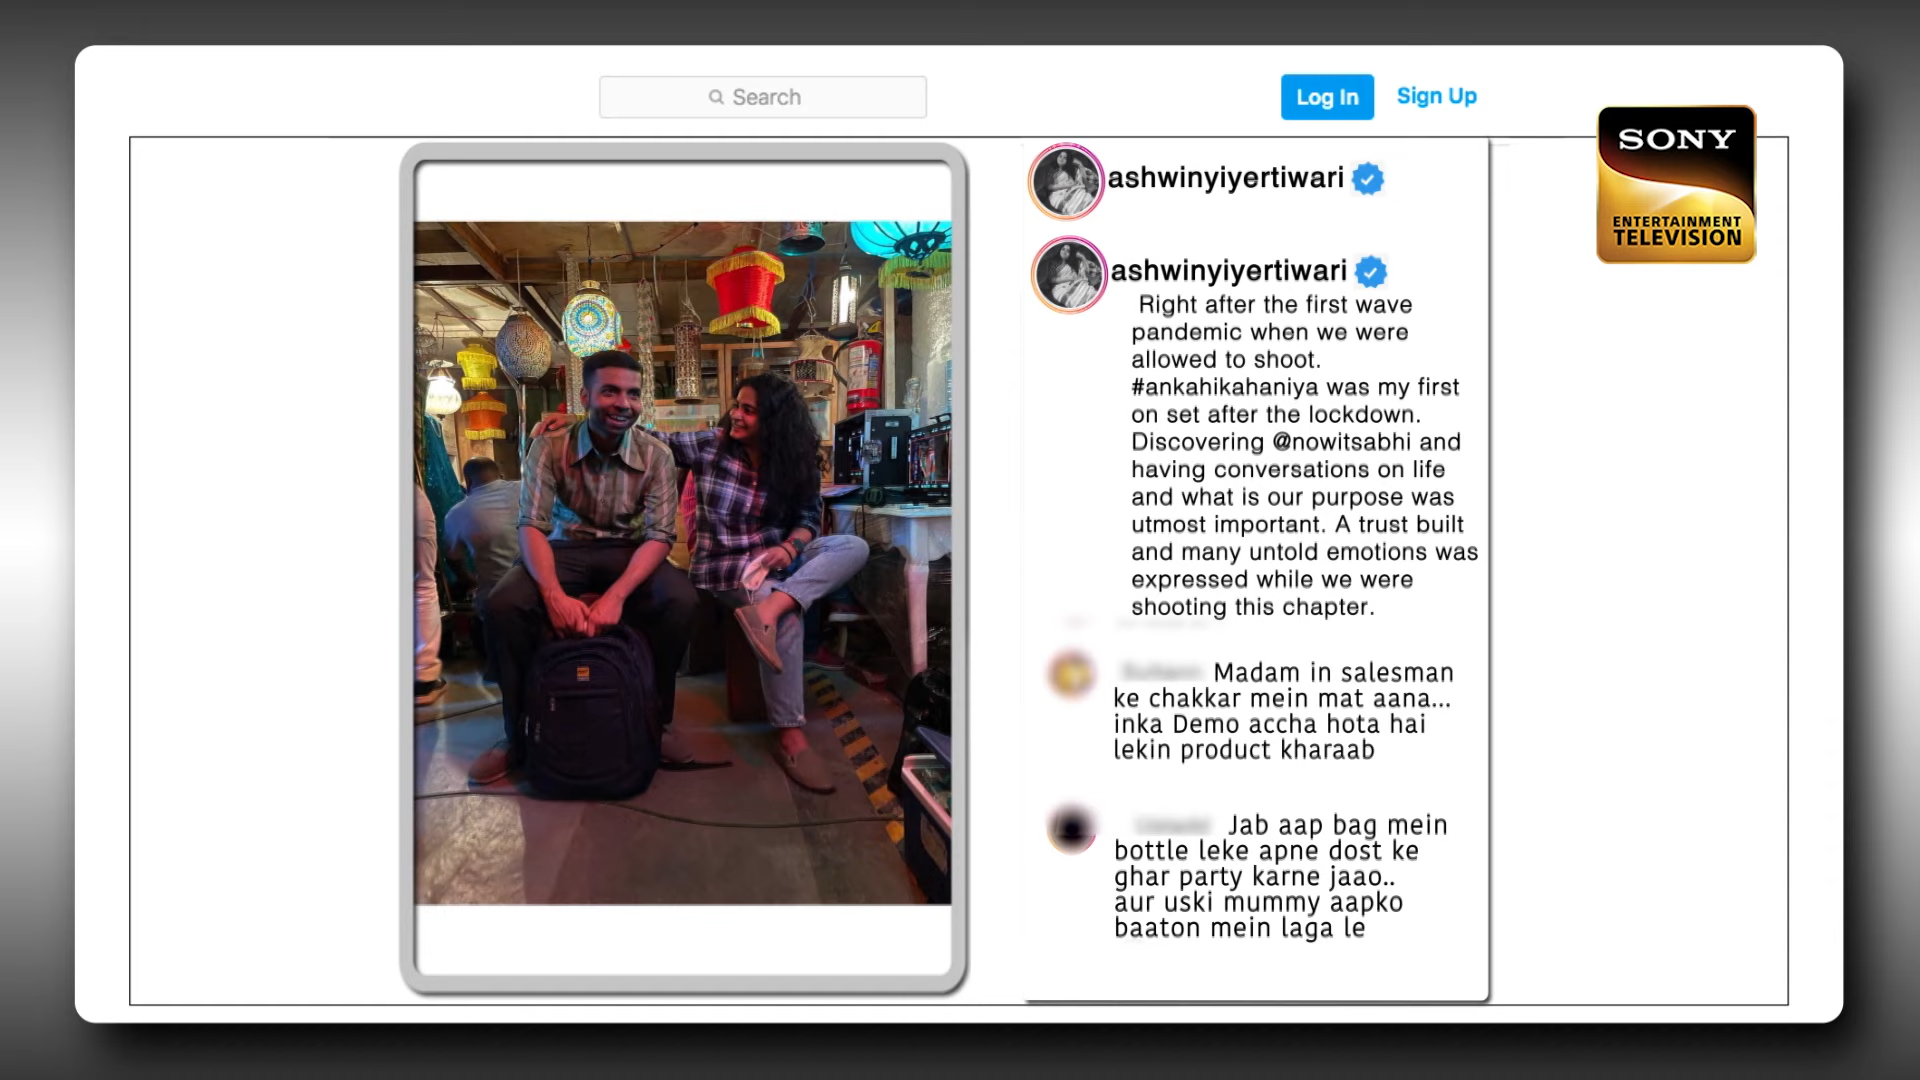 Search
Log In
Sign Up
SONY
ENTERTAINMENT
TELEVISION
ashwinyiyertiwari
ashwinyiyertiwari
Right after the first wave
pandemic when we were
allowed to shoot.
#ankahikahaniya was my first
on set after the lockdown.
Discovering @nowitsabhi and
having conversations on life
and what is our purpose was
utmost important. A trust built
and many untold emotions was
expressed while we were
shooting this chapter.
Madam in salesman
ke chakkar mein mat aana...
inka Demo accha hota hai
lekin product kharaab
Jab aap bag mein
bottle leke apne dost ke
ghar party karne jaao..
aur uski mummy aapko
baaton mein laga le